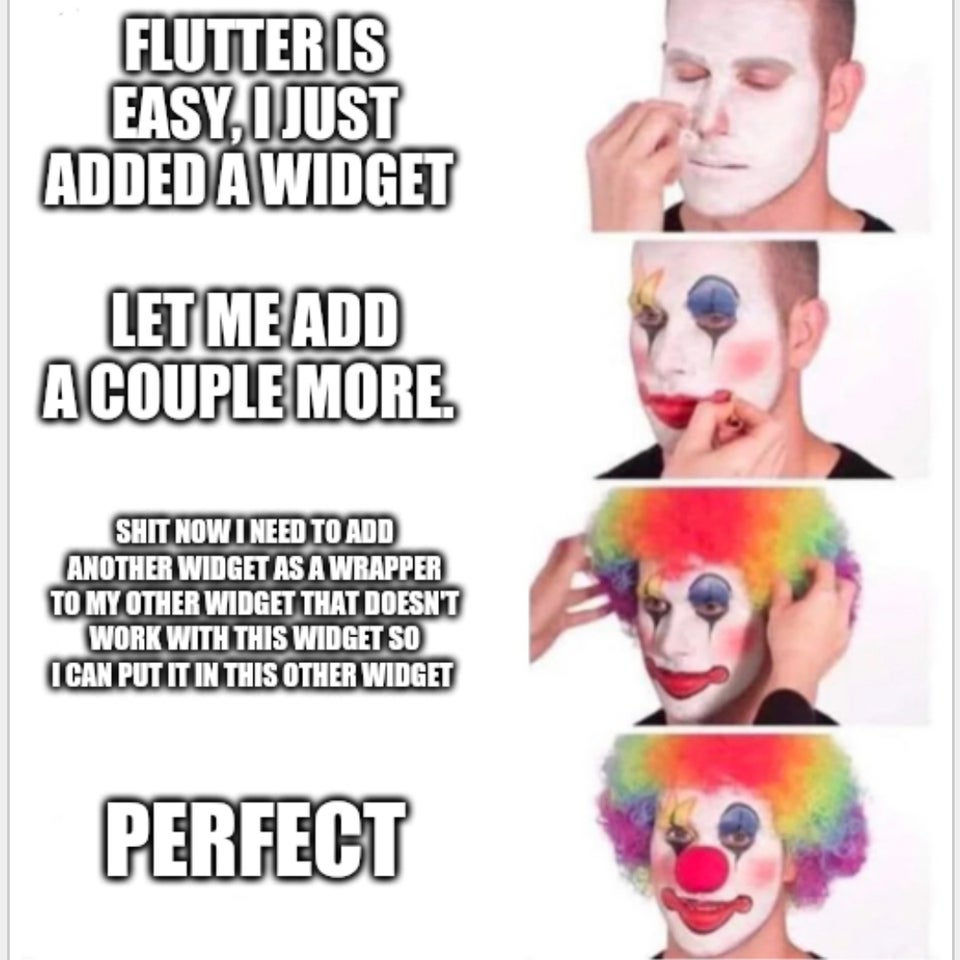 FLUTTER IS
EASY, I JUST
ADDED A WIDGET
LET ME ADD
A COUPLE MORE.
SHIT NOW I NEED TO ADD
ANOTHER WIDGET AS A WRAPPER
TO MY OTHER WIDGET THAT DOESN'T
WORK WITH THIS WIDGET SO
I CAN PUT IT IN THIS OTHER WIDGET
PERFECT